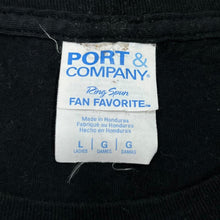 PORT &
COMPANY®
Ring Spun
FAN FAVORITE™
Made in Honduras
Fabriqué au Honduras
Hecho en Honduras
L G G
LADIES DAMES DAMAS